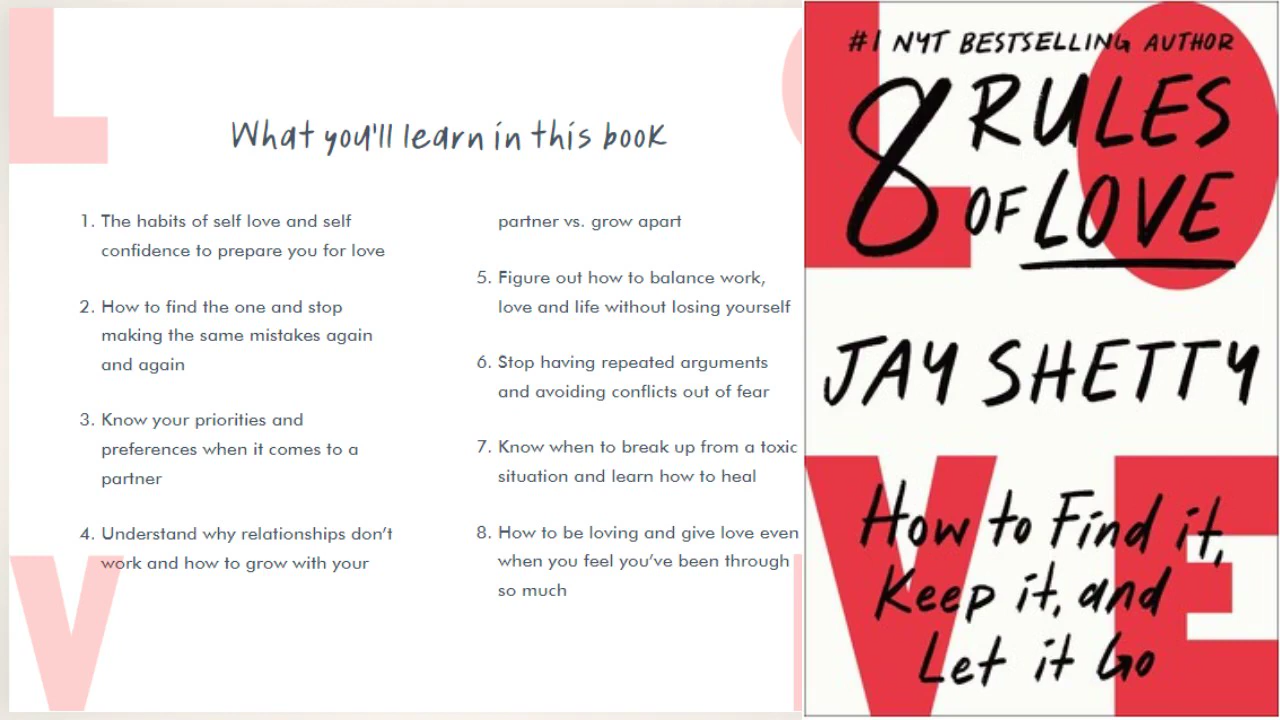 What you'll learn in this book
1. The habits of self love and self
confidence to prepare you for love
2. How to find the one and stop
making the same mistakes again
and again
3. Know your priorities and
preferences when it comes to a
partner
4. Understand why relationships don't
work and how to grow with your
partner vs. grow apart
5. Figure out how to balance work,
love and life without losing yourself
6. Stop having repeated arguments
and avoiding conflicts out of fear
7. Know when to break up from a toxic
situation and learn how to heal
8. How to be loving and give love even
when you feel you've been through
so much
#1 NYT BESTSELLING AUTHOR
8 RULES
OF LOVE
JAY SHETTY
How to Find it,
Keep it, and
Let it Go
L
O
V
E
L
V